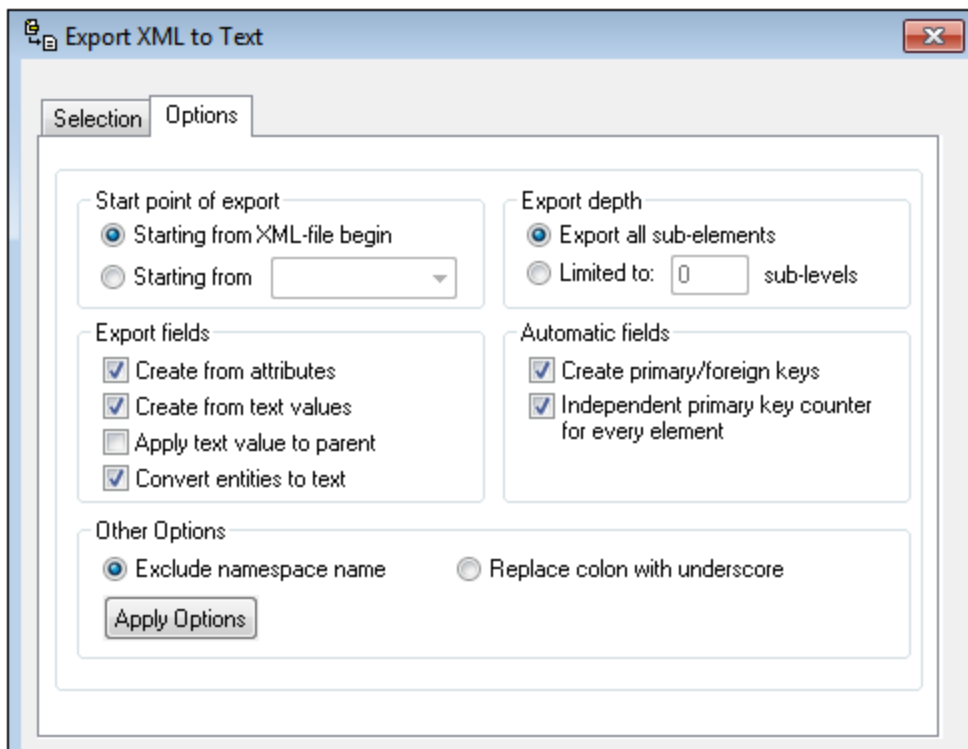 Export XML to Text
Selection
Options
Start point of export
Starting from XML-file begin
Starting from
Export depth
Export all sub-elements
Limited to: 0 sub-levels
Export fields
Create from attributes
Create from text values
Apply text value to parent
Convert entities to text
Automatic fields
Create primary/foreign keys
Independent primary key counter
for every element
Other Options
Exclude namespace name
Replace colon with underscore
Apply Options